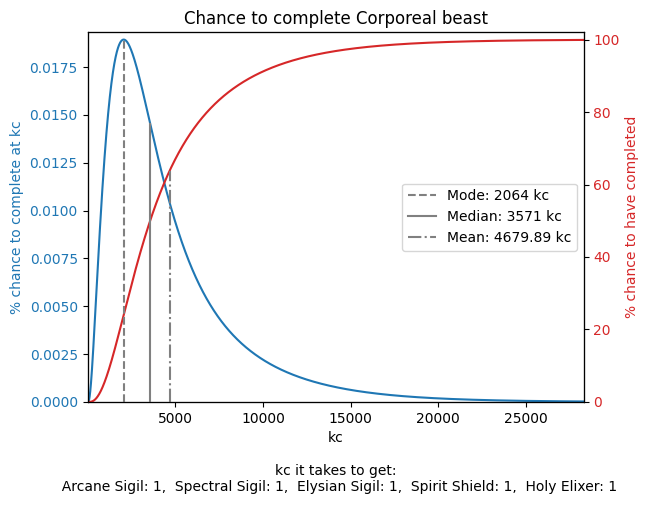 Chance to complete Corporeal beast
% chance to complete at kc
0.0175
0.0150
0.0125
0.0100
0.0075
0.0050
0.0025
0.0000
Mode: 2064 kc
Median: 3571 kc
Mean: 4679.89 kc
100
80
60
40
20
0
% chance to have completed
5000 10000 15000 20000 25000
kc
kc it takes to get:
Arcane Sigil: 1, Spectral Sigil: 1, Elysian Sigil: 1, Spirit Shield: 1, Holy Elixer: 1